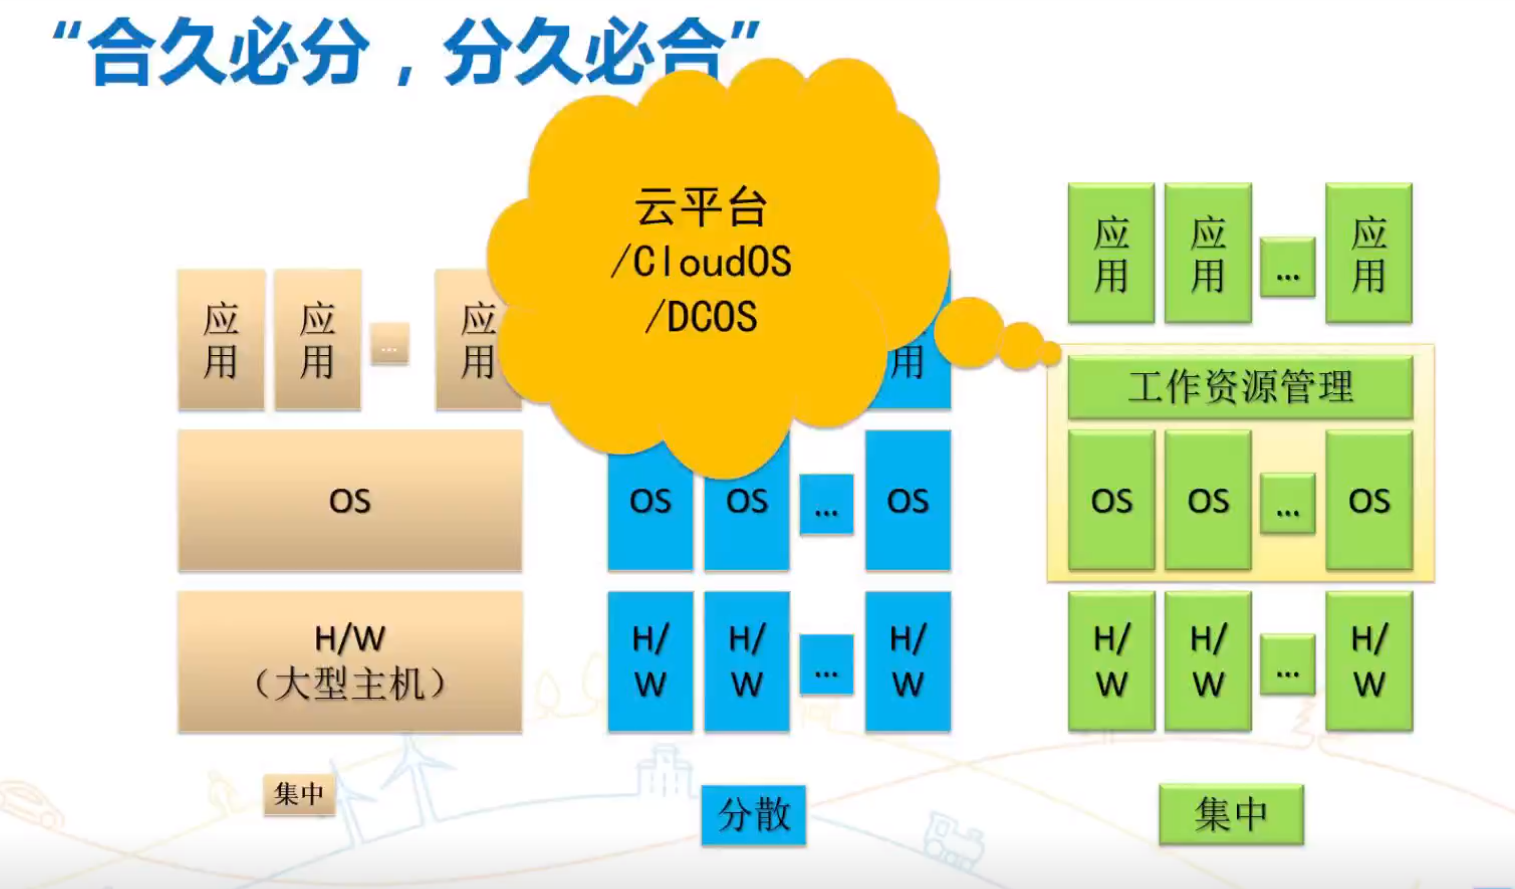 “合久必分，分久必合”
云平台
/CloudOS
/DCOS
应
用
应
用
...
应
用
OS
H/W
（大型主机）
集中
用
OS
OS
...
OS
H/
W
H/
W
...
H/
W
分散
应
用
应
用
...
应
用
工作资源管理
OS
OS
...
OS
H/
W
H/
W
...
H/
W
集中